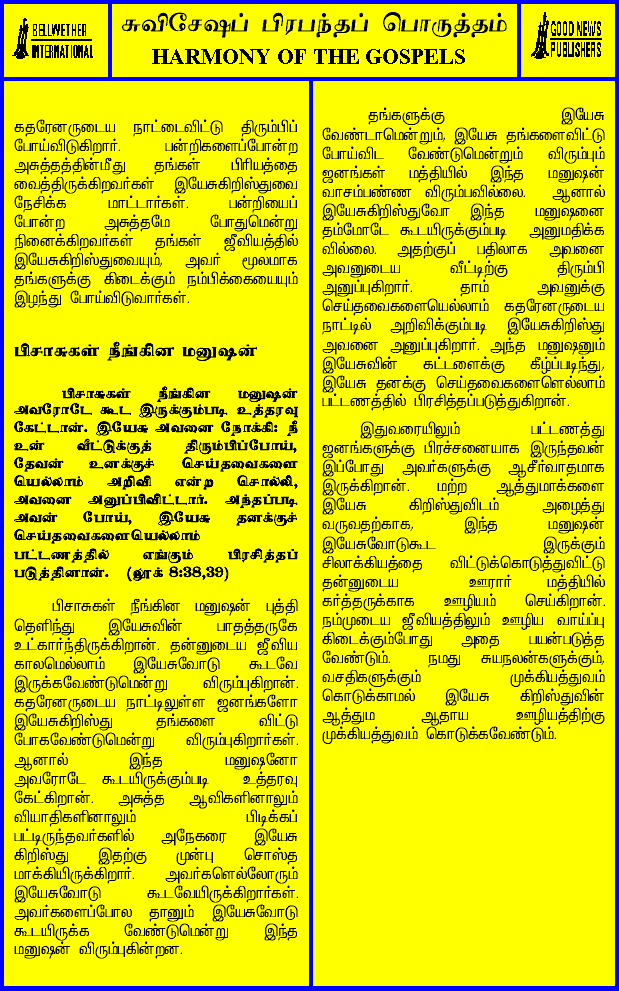 BELLWETHER
INTERNATIONAL
சுவிசேஷப் பிரபந்தப் பொருத்தம்
HARMONY OF THE GOSPELS
GOOD NEWS
PUBLISHERS
கதரேனருடைய நாட்டைவிட்டு திரும்பிப்
போய்விடுகிறார். பன்றிகளைப்போன்ற
அசுத்தத்தின்மீது தங்கள் பிரியத்தை
வைத்திருக்கிறவர்கள் இயேசுகிறிஸ்துவை
நேசிக்க மாட்டார்கள். பன்றியைப்
போன்ற அசுத்தமே போதுமென்று
நினைக்கிறவர்கள் தங்கள் ஜீவியத்தில்
இயேசுகிறிஸ்துவையும், அவர் மூலமாக
தங்களுக்கு கிடைக்கும் நம்பிக்கையையும்
இழந்து போய்விடுவார்கள்.
பிசாசுகள் நீங்கின மனுஷன்
பிசாசுகள் நீங்கின மனுஷன்
அவரோடே கூட இருக்கும்படி உத்தரவு
கேட்டான். இயேசு அவனை நோக்கி: நீ
உன் வீட்டுக்குத் திரும்பிப்போய்,
தேவன் உனக்குச் செய்தவைகளை
யெல்லாம் அறிவி என்று சொல்லி,
அவனை அனுப்பிவிட்டார். அந்தப்படி
அவன் போய், இயேசு தனக்குச்
செய்தவைகளையெல்லாம்
பட்டணத்தில் எங்கும் பிரசித்தப்
படுத்தினான். (லூக் 8:38,39)
பிசாசுகள் நீங்கின மனுஷன் புத்தி
தெளிந்து இயேசுவின் பாதத்தருகே
உட்கார்ந்திருக்கிறான். தன்னுடைய ஜீவிய
காலமெல்லாம் இயேசுவோடு கூடவே
இருக்கவேண்டுமென்று விரும்புகிறான்.
கதரேனருடைய நாட்டிலுள்ள ஜனங்களோ
இயேசுகிறிஸ்து தங்களை விட்டு
போகவேண்டுமென்று விரும்புகிறார்கள்.
ஆனால் இந்த மனுஷனோ
அவரோடே கூடயிருக்கும்படி உத்தரவு
கேட்கிறான். அசுத்த ஆவிகளினாலும்
வியாதிகளினாலும் பிடிக்கப்
பட்டிருந்தவர்களில் அநேகரை இயேசு
கிறிஸ்து இதற்கு முன்பு சொஸ்த
மாக்கியிருக்கிறார். அவர்களெல்லோரும்
இயேசுவோடு கூடவேயிருக்கிறார்கள்.
அவர்களைப்போல தானும் இயேசுவோடு
கூடயிருக்க வேண்டுமென்று இந்த
மனுஷன் விரும்புகின்றன.
தங்களுக்கு இயேசு
வேண்டாமென்றும், இயேசு தங்களைவிட்டு
போய்விட வேண்டுமென்றும் விரும்பும்
ஜனங்கள் மத்தியில் இந்த மனுஷன்
வாசம்பண்ண விரும்பவில்லை. ஆனால்
இயேசுகிறிஸ்துவோ இந்த மனுஷனை
தம்மோடே கூடயிருக்கும்படி அனுமதிக்க
வில்லை. அதற்குப் பதிலாக அவனை
அவனுடைய வீட்டிற்கு திரும்பி
அனுப்புகிறார். தாம் அவனுக்கு
செய்தவைகளையெல்லாம் கதரேனருடைய
நாட்டில் அறிவிக்கும்படி இயேசுகிறிஸ்து
அவனை அனுப்புகிறார். அந்த மனுஷனும்
இயேசுவின் கட்டளைக்கு கீழ்ப்படிந்து,
இயேசு தனக்கு செய்தவைகளைளெல்லாம்
பட்டணத்தில் பிரசித்தப்படுத்துகிறான்.
இதுவரையிலும் பட்டணத்து
ஜனங்களுக்கு பிரச்சனையாக இருந்தவன்
இப்போது அவர்களுக்கு ஆசீர்வாதமாக
இருக்கிறான். மற்ற ஆத்துமாக்களை
இயேசு கிறிஸ்துவிடம் அழைத்து
வருவதற்காக, இந்த மனுஷன்
இயேசுவோடுகூட இருக்கும்
சிலாக்கியத்தை விட்டுக்கொடுத்துவிட்டு
தன்னுடைய ஊரார் மத்தியில்
கர்த்தருக்காக ஊழியம் செய்கிறான்.
நம்முடைய ஜீவியத்திலும் ஊழிய வாய்ப்பு
கிடைக்கும்போது அதை பயன்படுத்த
வேண்டும். நமது சுயநலன்களுக்கும்,
வசதிகளுக்கும் முக்கியத்துவம்
கொடுக்காமல் இயேசு கிறிஸ்துவின்
ஆத்தும ஆதாய ஊழியத்திற்கு
முக்கியத்துவம் கொடுக்கவேண்டும்.